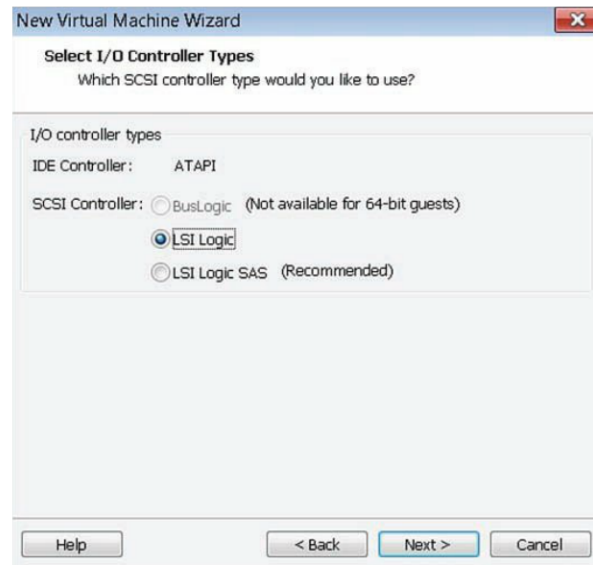 New Virtual Machine Wizard
Select I/O Controller Types
Which SCSI controller type would you like to use?
I/O controller types
IDE Controller: ATAPI
SCSI Controller: BusLogic (Not available for 64-bit guests)
LSI Logic
LSI Logic SAS (Recommended)
Help < Back Next > Cancel